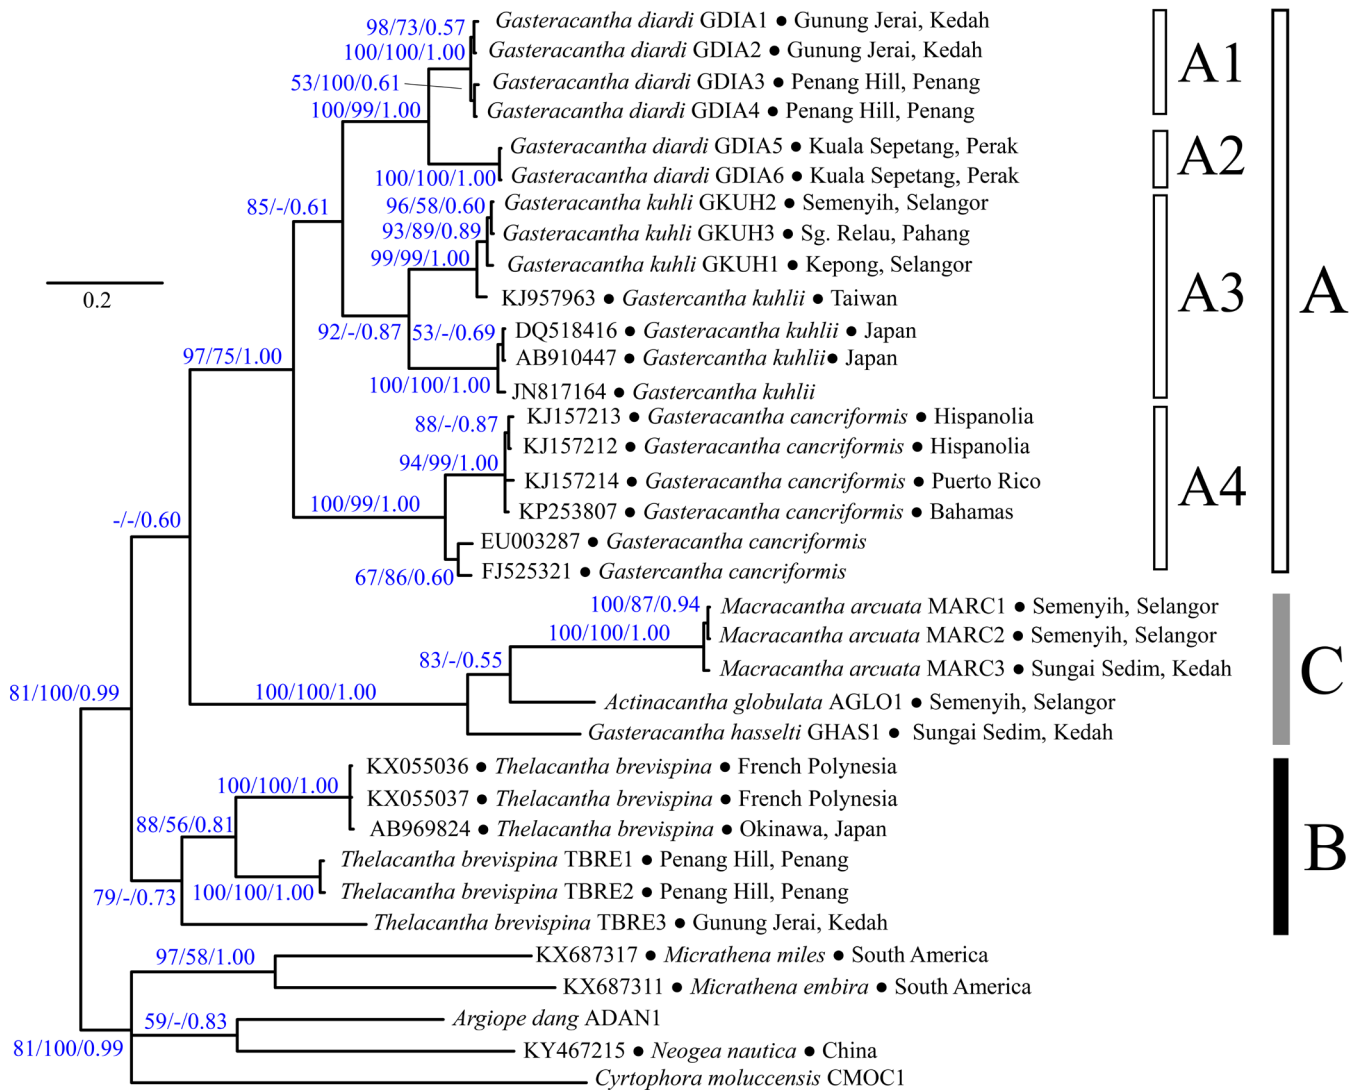 98/73/0.57
Gasteracantha diardi GDIA1 ● Gunung Jerai, Kedah
100/100/1.00
Gasteracantha diardi GDIA2 ● Gunung Jerai, Kedah
53/100/0.61
Gasteracantha diardi GDIA3 ● Penang Hill, Penang
100/99/1.00
Gasteracantha diardi GDIA4 ● Penang Hill, Penang
A1
Gasteracantha diardi GDIA5 ● Kuala Sepetang, Perak
100/100/1.00
Gasteracantha diardi GDIA6 ● Kuala Sepetang, Perak
A2
85/-/0.61
96/58/0.60
Gasteracantha kuhli GKUH2 ● Semenyih, Selangor
93/89/0.89
Gasteracantha kuhli GKUH3 ● Sg. Relau, Pahang
99/99/1.00
Gasteracantha kuhli GKUH1 ● Kepong, Selangor
0.2
KJ957963 ● Gastercantha kuhlii ● Taiwan
A3
A
92/-/0.87
53/-/0.69
DQ518416 ● Gasteracantha kuhlii ● Japan
97/75/1.00
AB910447 ● Gastercantha kuhlii● Japan
100/100/1.00
JN817164 ● Gastercantha kuhlii
88/-/0.87
KJ157213 ● Gasteracantha cancriformis ● Hispanolia
KJ157212 ● Gasteracantha cancriformis ● Hispanolia
94/99/1.00
KJ157214 ● Gasteracantha cancriformis ● Puerto Rico
A4
100/99/1.00
KP253807 ● Gasteracantha cancriformis ● Bahamas
-/-/0.60
EU003287 ● Gasteracantha cancriformis
67/86/0.60
FJ525321 ● Gastercantha cancriformis
100/87/0.94
Macracantha arcuata MARC1 ● Semenyih, Selangor
100/100/1.00
Macracantha arcuata MARC2 ● Semenyih, Selangor
83/-/0.55
Macracantha arcuata MARC3 ● Sungai Sedim, Kedah
C
81/100/0.99
100/100/1.00
Actinacantha globulata AGLO1 ● Semenyih, Selangor
Gasteracantha hasselti GHAS1 ● Sungai Sedim, Kedah
KX055036 ● Thelacantha brevispina ● French Polynesia
100/100/1.00
KX055037 ● Thelacantha brevispina ● French Polynesia
88/56/0.81
AB969824 ● Thelacantha brevispina ● Okinawa, Japan
B
Thelacantha brevispina TBRE1 ● Penang Hill, Penang
79/-/0.73
100/100/1.00
Thelacantha brevispina TBRE2 ● Penang Hill, Penang
Thelacantha brevispina TBRE3 ● Gunung Jerai, Kedah
97/58/1.00
KX687317 ● Micrathena miles ● South America
KX687311 ● Micrathena embira ● South America
59/-/0.83
Argiope dang ADAN1
81/100/0.99
KY467215 ● Neogea nautica ● China
Cyrtophora moluccensis CMOC1